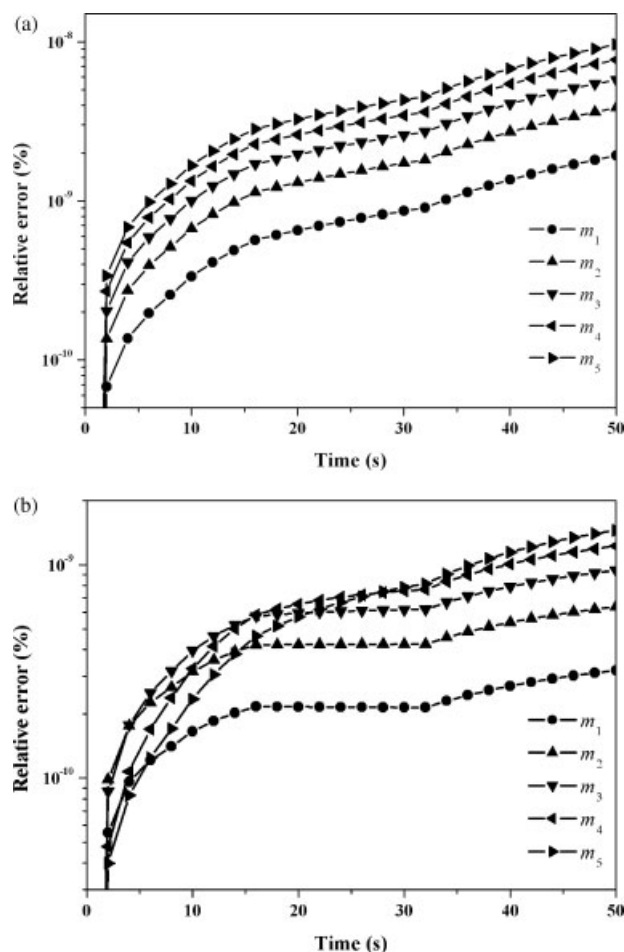 (a)
10⁻⁸
10⁻⁹
10⁻¹⁰
Relative error (%)
m₁
m₂
m₃
m₄
m₅
0 10 20 30 40 50
Time (s)
(b)
10⁻⁹
10⁻¹⁰
Relative error (%)
m₁
m₂
m₃
m₄
m₅
0 10 20 30 40 50
Time (s)